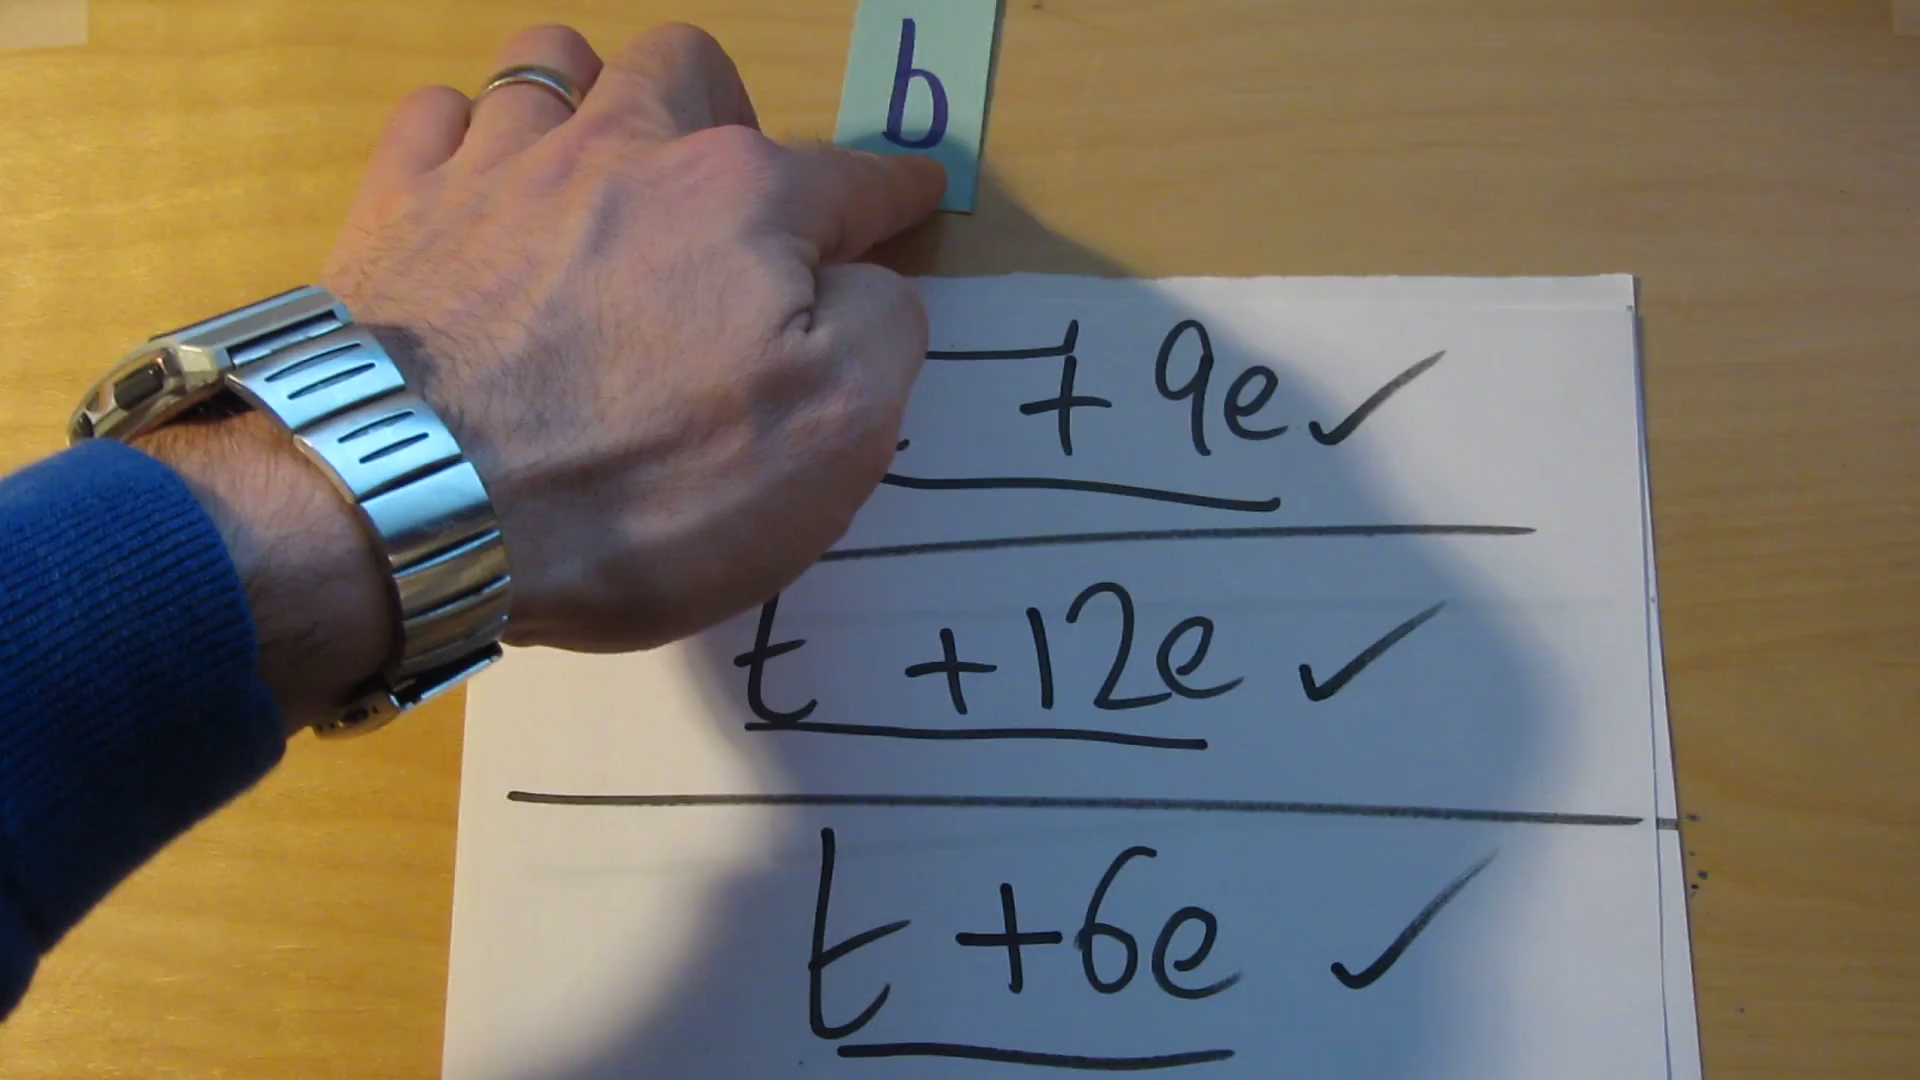 b
+ 9e ✓
t + 12e ✓
t + 6e ✓